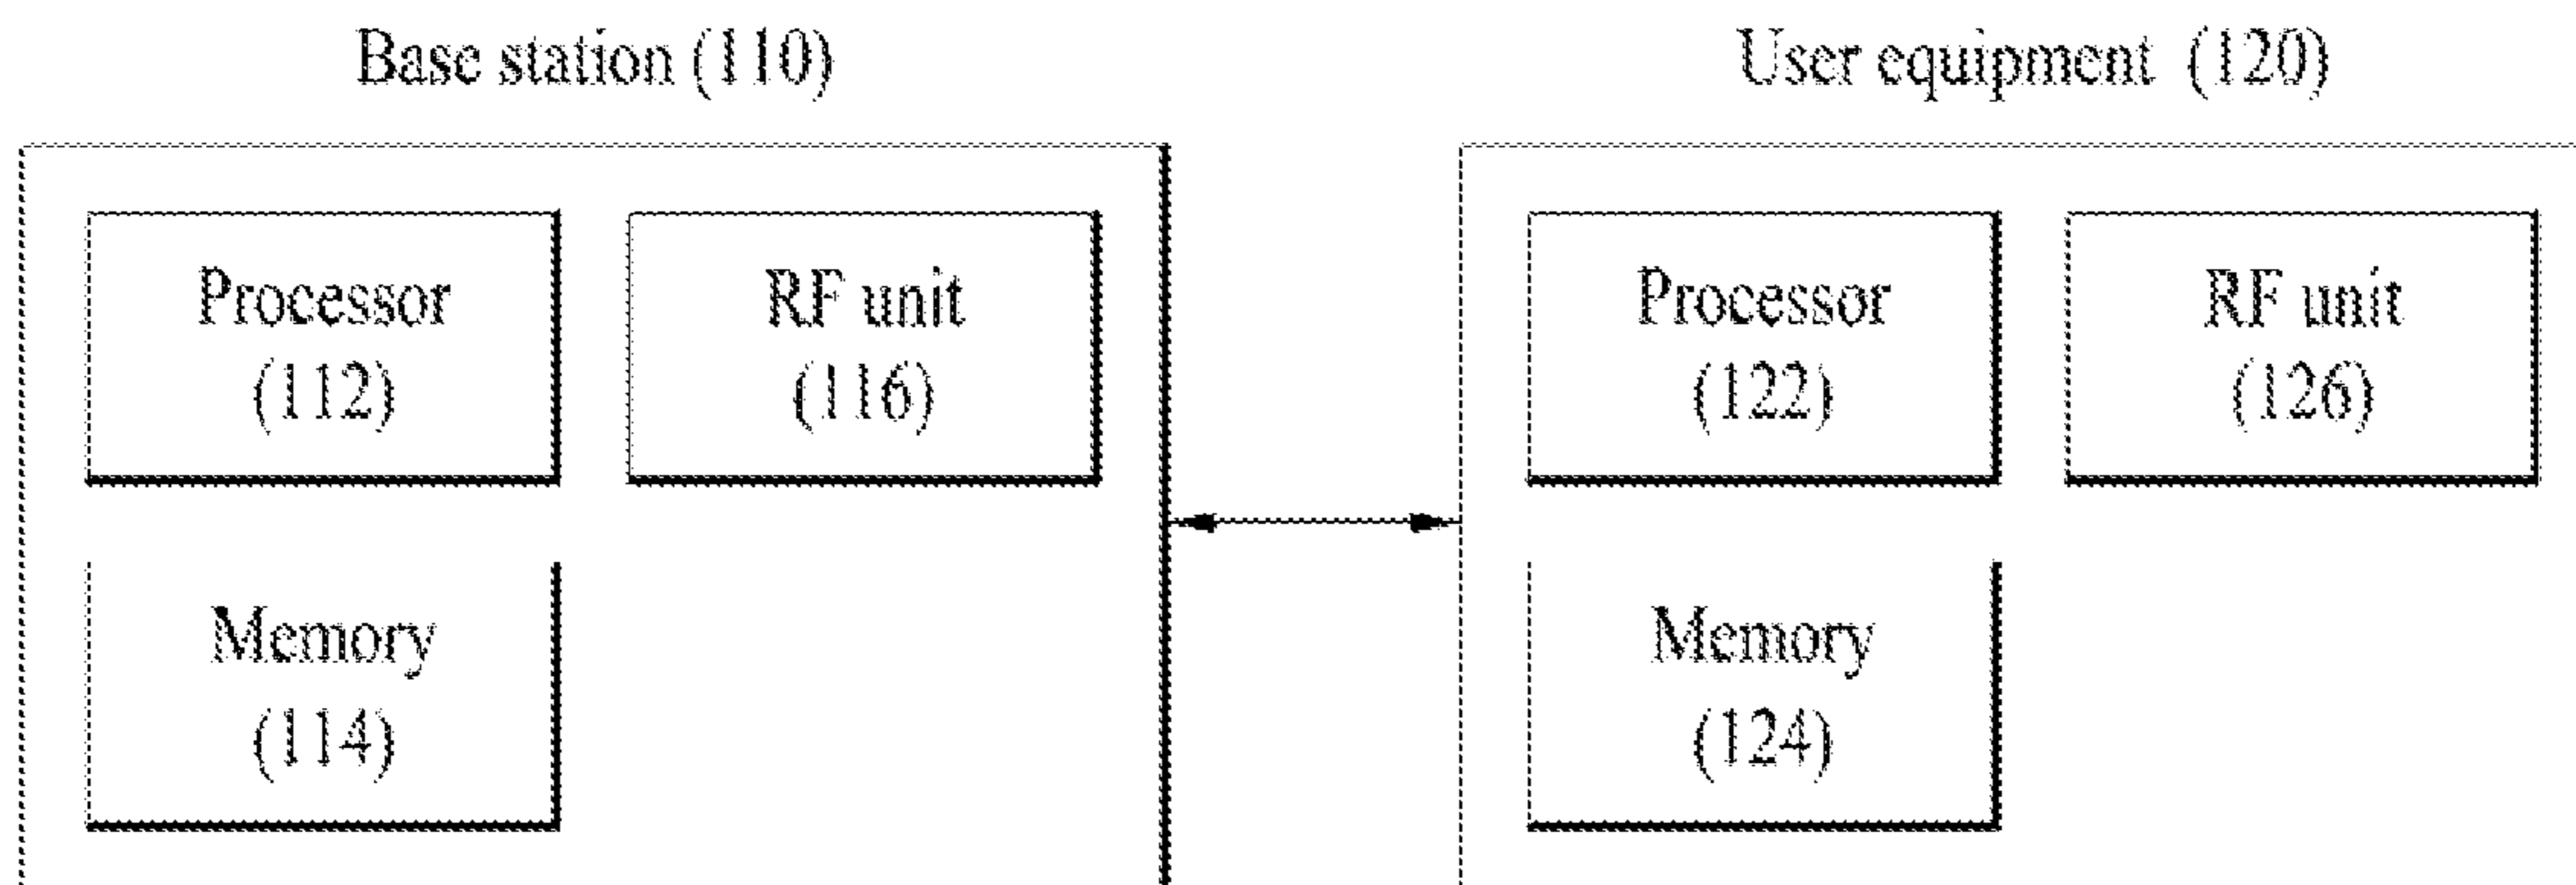 Base station (110)
User equipment (120)
Processor
(112)
RF unit
(116)
Processor
(122)
RF unit
(126)
Memory
(114)
Memory
(124)